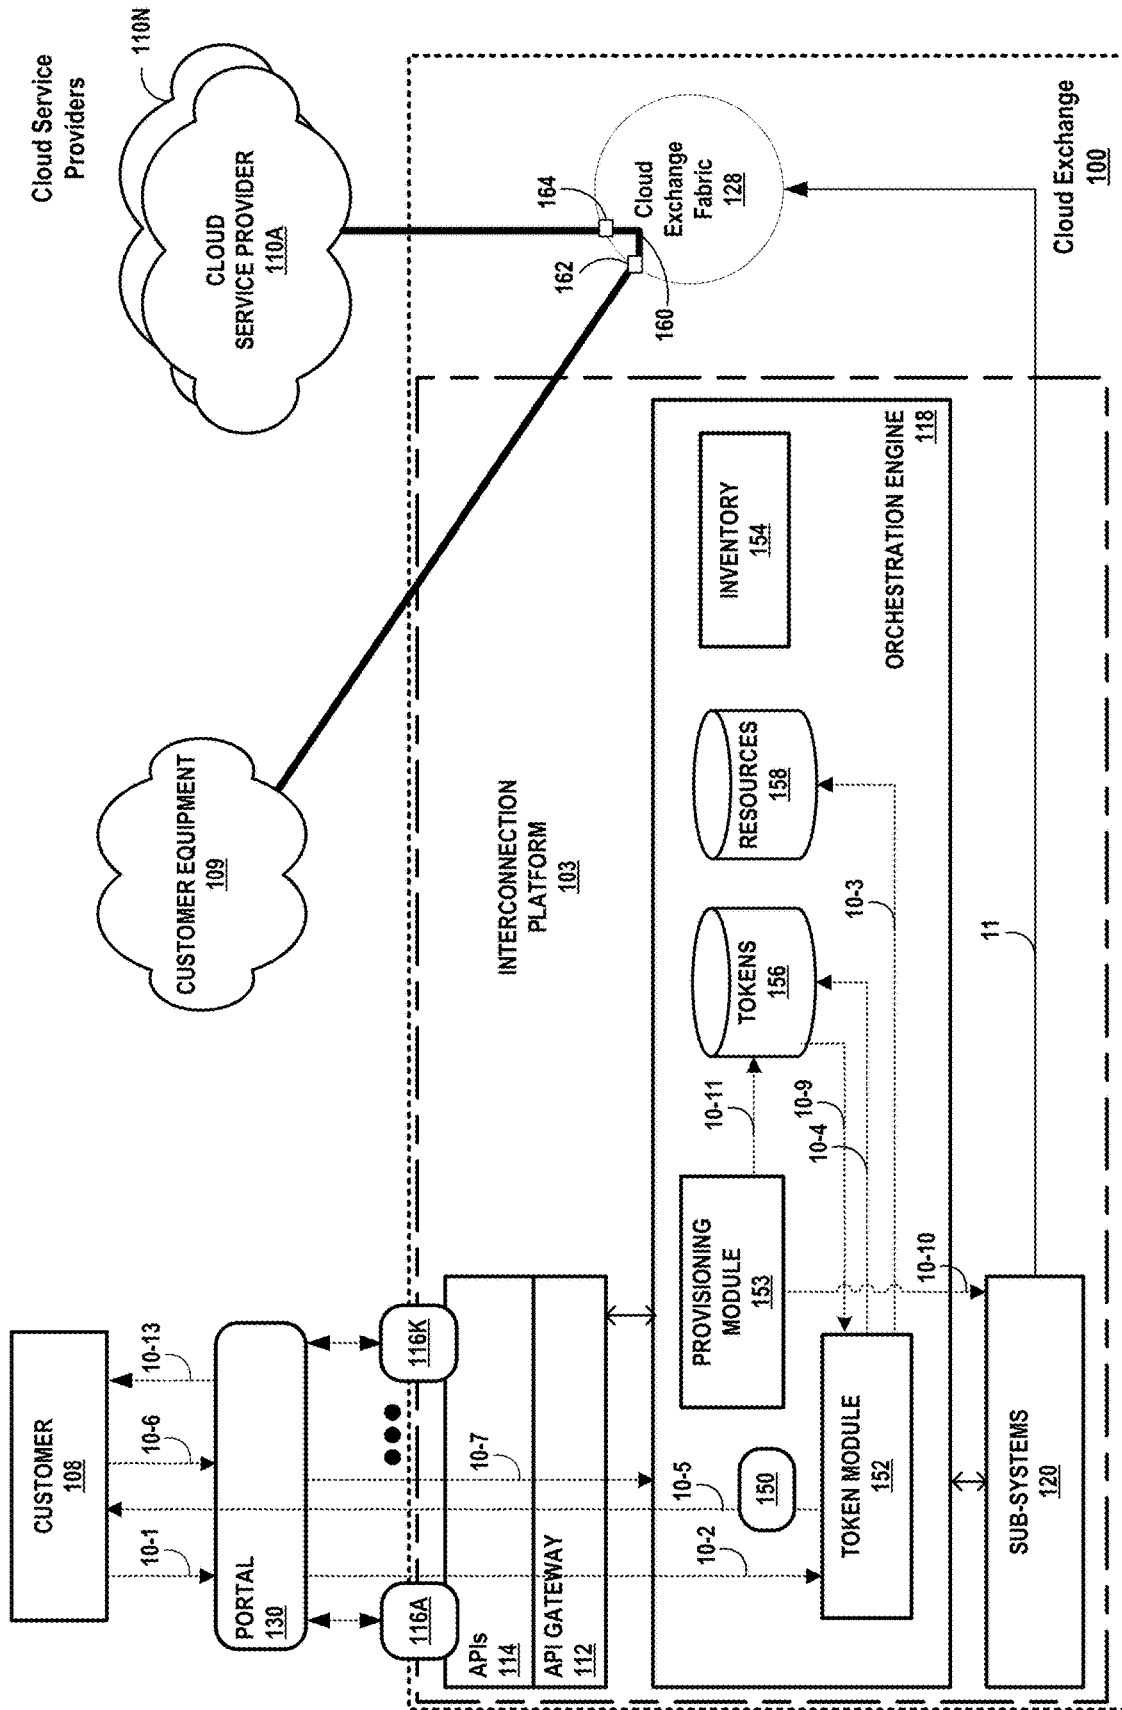 CUSTOMER
108
10-1
10-6
10-13
PORTAL
130
116A
116K
APIs
114
API GATEWAY
112
10-7
10-5
10-2
150
TOKEN MODULE
152
PROVISIONING
MODULE
153
10-10
10-11
10-9
10-4
10-3
TOKENS
156
RESOURCES
158
INVENTORY
154
ORCHESTRATION ENGINE
118
SUB-SYSTEMS
120
11
INTERCONNECTION
PLATFORM
103
CUSTOMER EQUIPMENT
109
Cloud Service
Providers
110N
CLOUD
SERVICE PROVIDER
110A
164
162
160
Cloud
Exchange
Fabric
128
Cloud Exchange
100